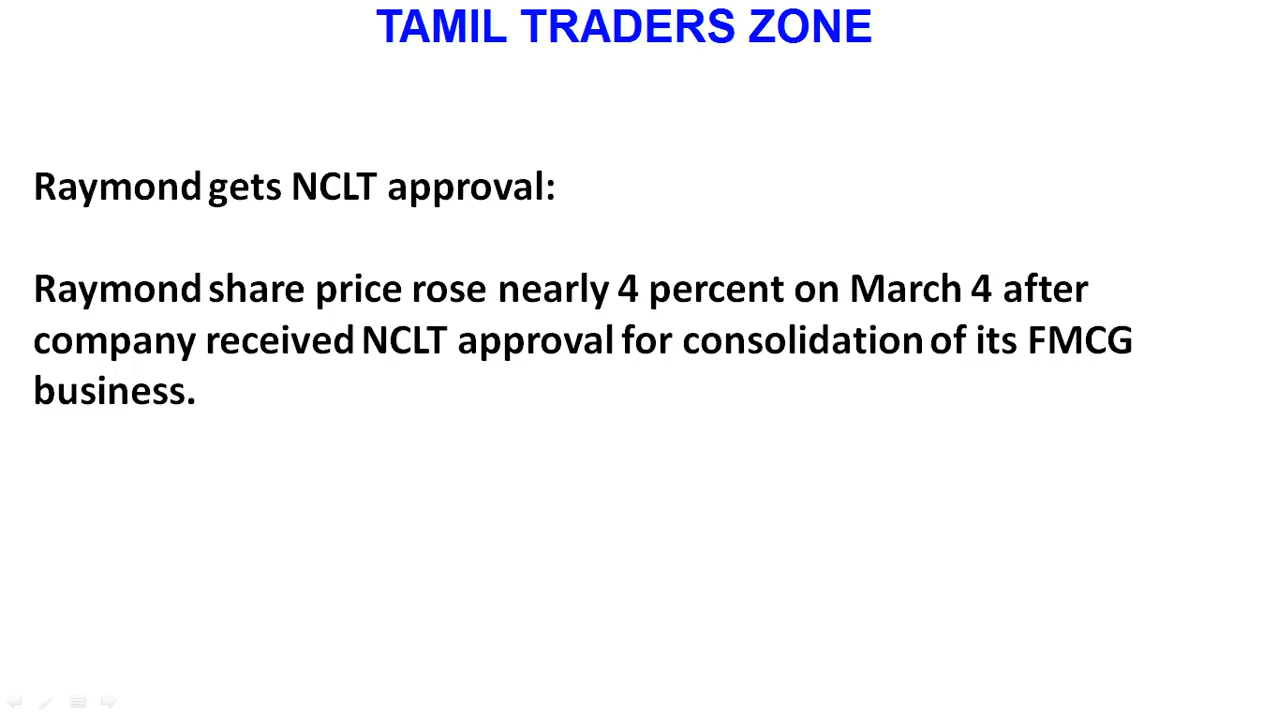 TAMIL TRADERS ZONE
Raymond gets NCLT approval:
Raymond share price rose nearly 4 percent on March 4 after
company received NCLT approval for consolidation of its FMCG
business.